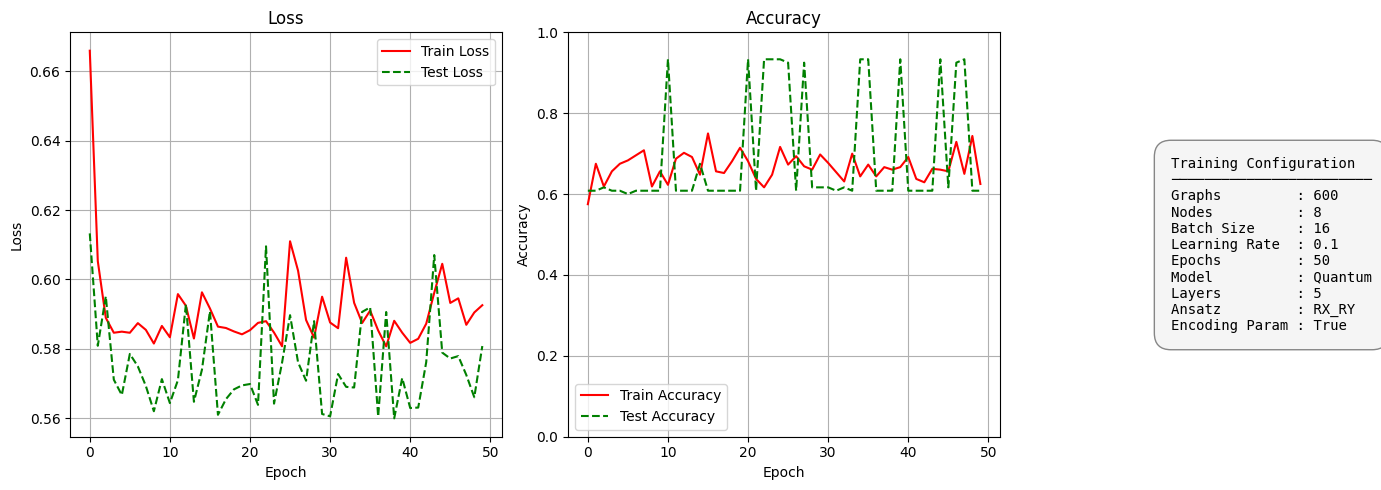 Loss
0.66
0.64
0.62
0.60
0.58
0.56
Loss
0 10 20 30 40 50
Epoch
Train Loss
Test Loss
Accuracy
1.0
0.8
0.6
0.4
0.2
0.0
Accuracy
0 10 20 30 40 50
Epoch
Train Accuracy
Test Accuracy
Training Configuration
Graphs : 600
Nodes : 8
Batch Size : 16
Learning Rate : 0.1
Epochs : 50
Model : Quantum
Layers : 5
Ansatz : RX_RY
Encoding Param : True